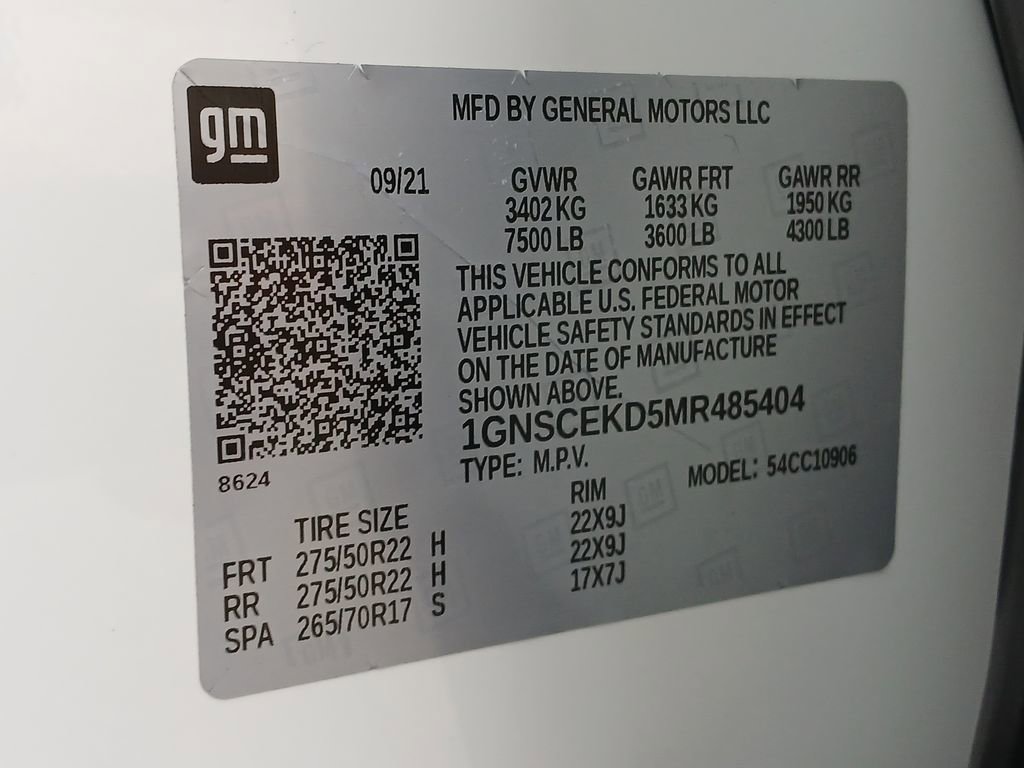 gm
MFD BY GENERAL MOTORS LLC
09/21 GVWR GAWR FRT GAWR RR
3402 KG 1633 KG 1950 KG
7500 LB 3600 LB 4300 LB
THIS VEHICLE CONFORMS TO ALL
APPLICABLE U.S. FEDERAL MOTOR
VEHICLE SAFETY STANDARDS IN EFFECT
ON THE DATE OF MANUFACTURE
SHOWN ABOVE.
1GNSCEKD5MR485404
TYPE: M.P.V. MODEL: 54CC10906
8624
TIRE SIZE RIM
FRT 275/50R22 H 22X9J
RR 275/50R22 H 22X9J
SPA 265/70R17 S 17X7J